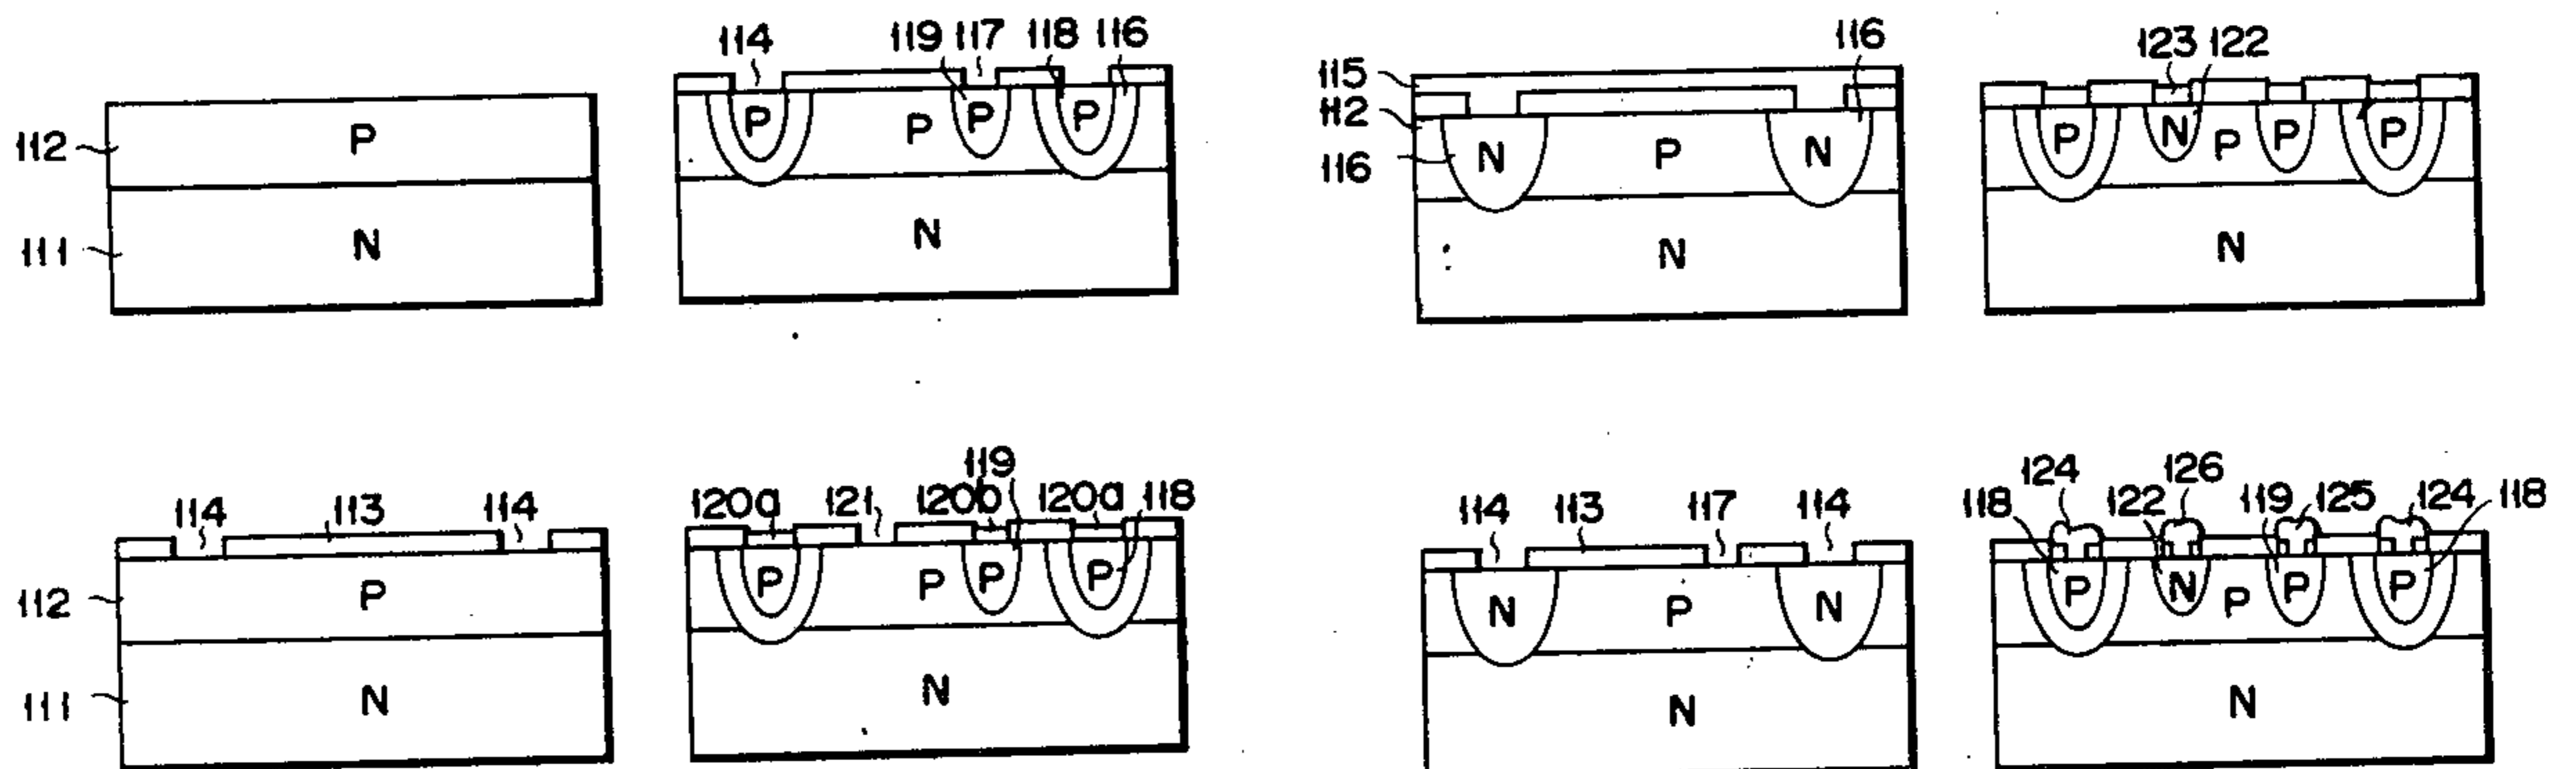 114 119 117 118 116
112 P
111 N
P P P P
N
116
115
112
116 N P N
N
123 122
P N P P P
N
114 113 114
112 P
111 N
119
120a 121 120b 120a 118
P P P P
N
114 113 117 114
N P N
N
124 126
118 122 119 125 124 118
P N P P P
N